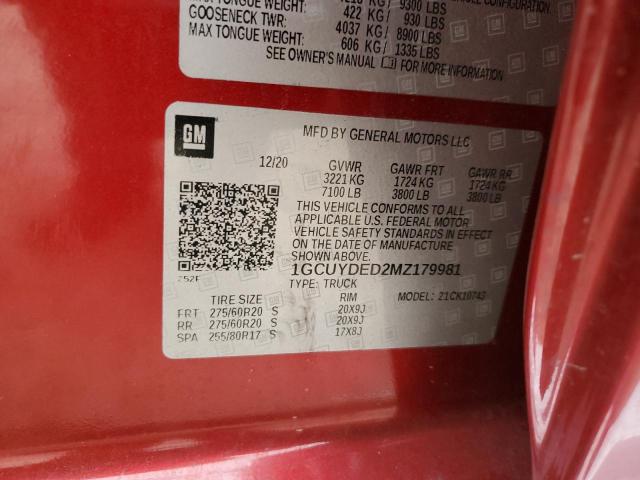 KG / 9300 LBS
422 KG / 930 LBS
GOOSENECK TWR: 4037 KG / 8900 LBS
MAX TONGUE WEIGHT: 606 KG / 1335 LBS
SEE OWNER'S MANUAL FOR MORE INFORMATION
CONFIGURATION
GM
MFD BY GENERAL MOTORS LLC
12/20 GVWR GAWR FRT GAWR RR
3221 KG 1724 KG 1724 KG
7100 LB 3800 LB 3800 LB
THIS VEHICLE CONFORMS TO ALL
APPLICABLE U.S. FEDERAL MOTOR
VEHICLE SAFETY STANDARDS IN EFFECT
ON THE DATE OF MANUFACTURE
SHOWN ABOVE.
1GCUYDED2MZ179981
TYPE: TRUCK MODEL: 21CK10743
TIRE SIZE RIM
FRT 275/60R20 S 20X9J
RR 275/60R20 S 20X9J
SPA 255/80R17 S 17X8J